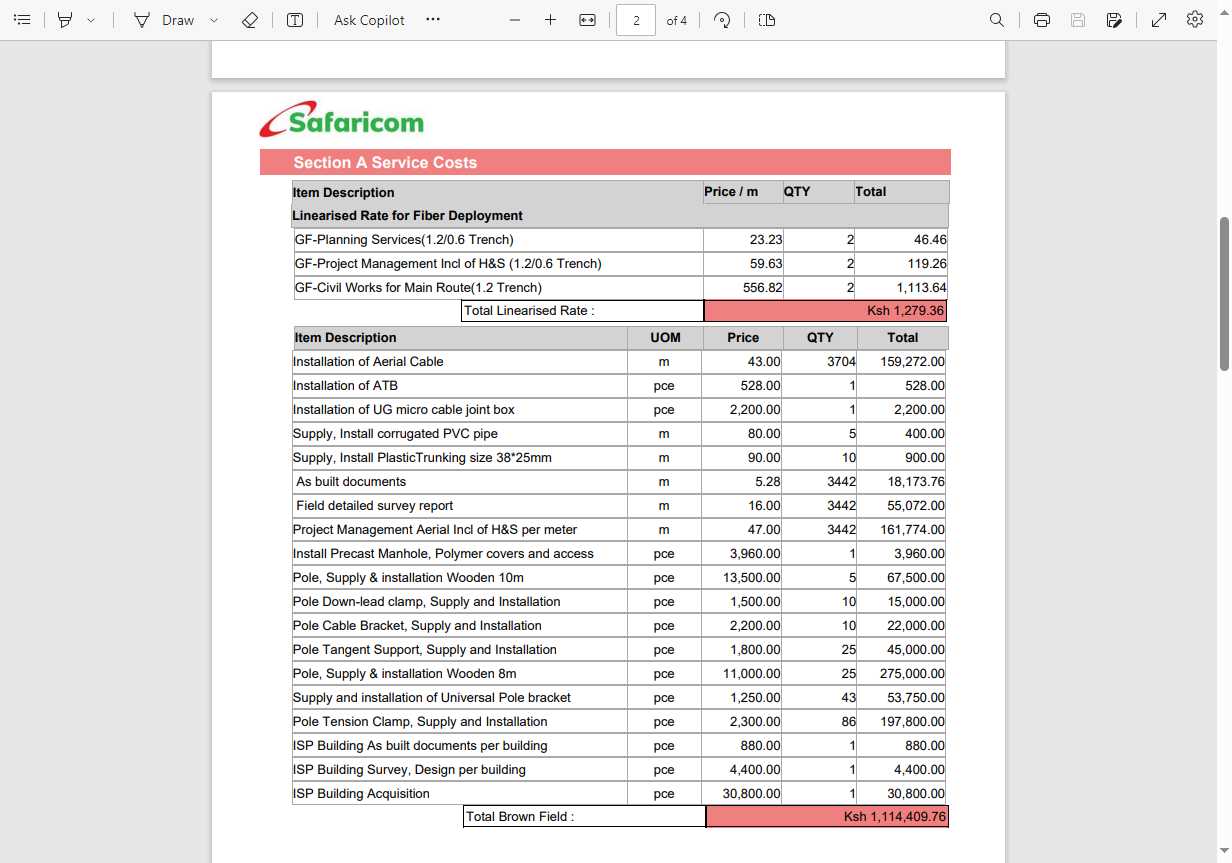 Draw Ask Copilot 2 of 4
Safaricom
Section A Service Costs
Item Description Price / m QTY Total
Linearised Rate for Fiber Deployment
GF-Planning Services(1.2/0.6 Trench) 23.23 2 46.46
GF-Project Management Incl of H&S (1.2/0.6 Trench) 59.63 2 119.26
GF-Civil Works for Main Route(1.2 Trench) 556.82 2 1,113.64
Total Linearised Rate : Ksh 1,279.36
Item Description UOM Price QTY Total
Installation of Aerial Cable m 43.00 3704 159,272.00
Installation of ATB pce 528.00 1 528.00
Installation of UG micro cable joint box pce 2,200.00 1 2,200.00
Supply, Install corrugated PVC pipe m 80.00 5 400.00
Supply, Install PlasticTrunking size 38*25mm m 90.00 10 900.00
As built documents m 5.28 3442 18,173.76
Field detailed survey report m 16.00 3442 55,072.00
Project Management Aerial Incl of H&S per meter m 47.00 3442 161,774.00
Install Precast Manhole, Polymer covers and access pce 3,960.00 1 3,960.00
Pole, Supply & installation Wooden 10m pce 13,500.00 5 67,500.00
Pole Down-lead clamp, Supply and Installation pce 1,500.00 10 15,000.00
Pole Cable Bracket, Supply and Installation pce 2,200.00 10 22,000.00
Pole Tangent Support, Supply and Installation pce 1,800.00 25 45,000.00
Pole, Supply & installation Wooden 8m pce 11,000.00 25 275,000.00
Supply and installation of Universal Pole bracket pce 1,250.00 43 53,750.00
Pole Tension Clamp, Supply and Installation pce 2,300.00 86 197,800.00
ISP Building As built documents per building pce 880.00 1 880.00
ISP Building Survey, Design per building pce 4,400.00 1 4,400.00
ISP Building Acquisition pce 30,800.00 1 30,800.00
Total Brown Field : Ksh 1,114,409.76